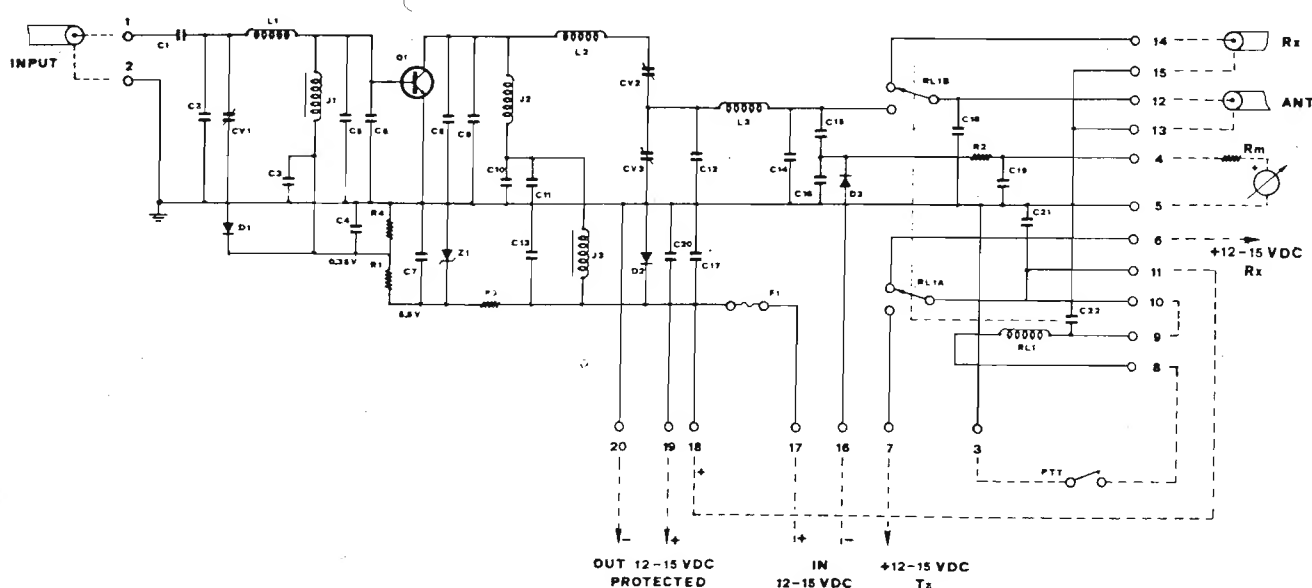 INPUT
1
2
C1
L1
C2
CV1
J1
C5
C6
Q1
C8
C9
J2
L2
CV2
CV3
L3
C12
C14
C15
C16
D3
R2
C18
C19
RL1B
14
Rx
15
12
ANT
13
4
Rm
+
5
C3
C10
C11
D1
C4
R4
R1
0,35V
C7
Z1
C13
J3
D2
C20
C17
C21
6
+12-15 VDC
Rx
11
RL1A
10
C22
9
RL1
8
F1
20
19
18
17
16
7
3
+
PTT
-
+
+
-
OUT 12-15 VDC
PROTECTED
IN
12-15 VDC
+12-15 VDC
Tx